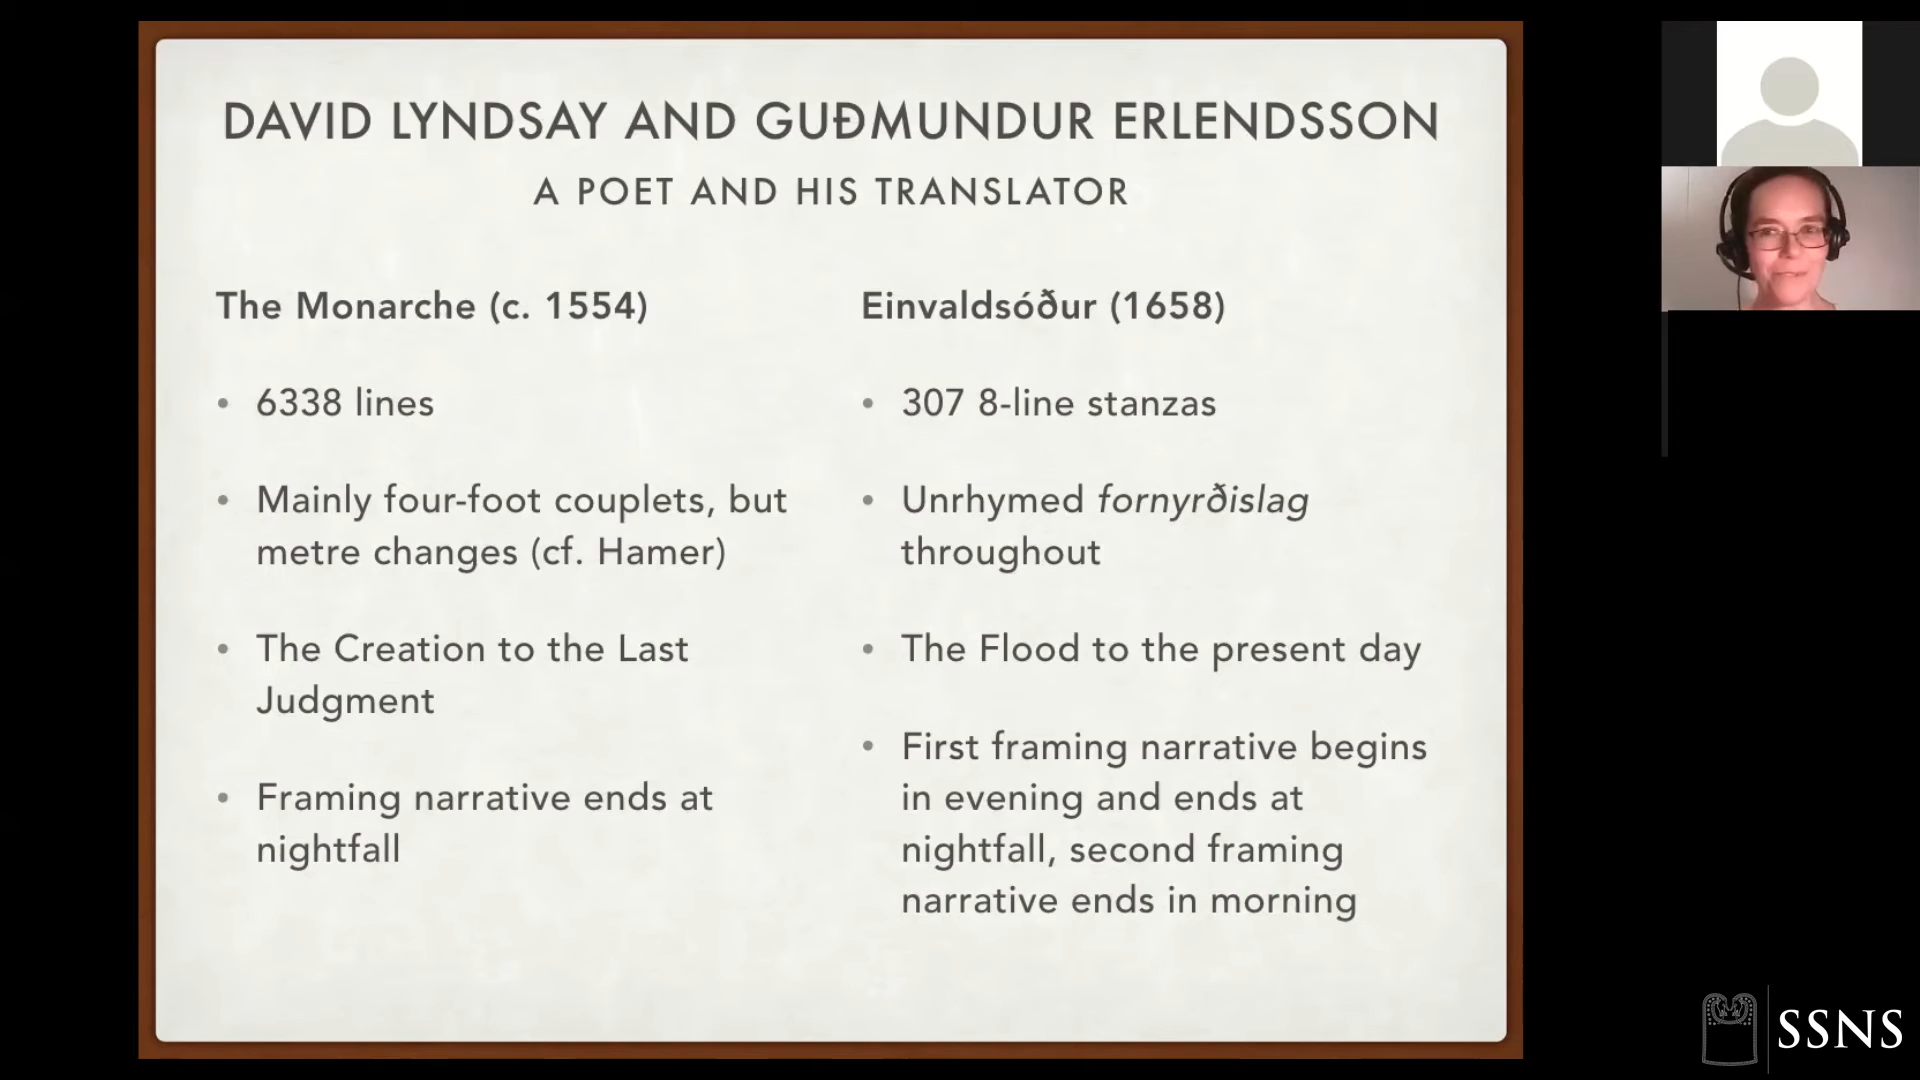 DAVID LYNDSAY AND GUÐMUNDUR ERLENDSSON
A POET AND HIS TRANSLATOR
The Monarche (c. 1554)
• 6338 lines
• Mainly four-foot couplets, but
metre changes (cf. Hamer)
• The Creation to the Last
Judgment
• Framing narrative ends at
nightfall
Einvaldsóður (1658)
• 307 8-line stanzas
• Unrhymed fornyrðislag
throughout
• The Flood to the present day
• First framing narrative begins
in evening and ends at
nightfall, second framing
narrative ends in morning
SSNS